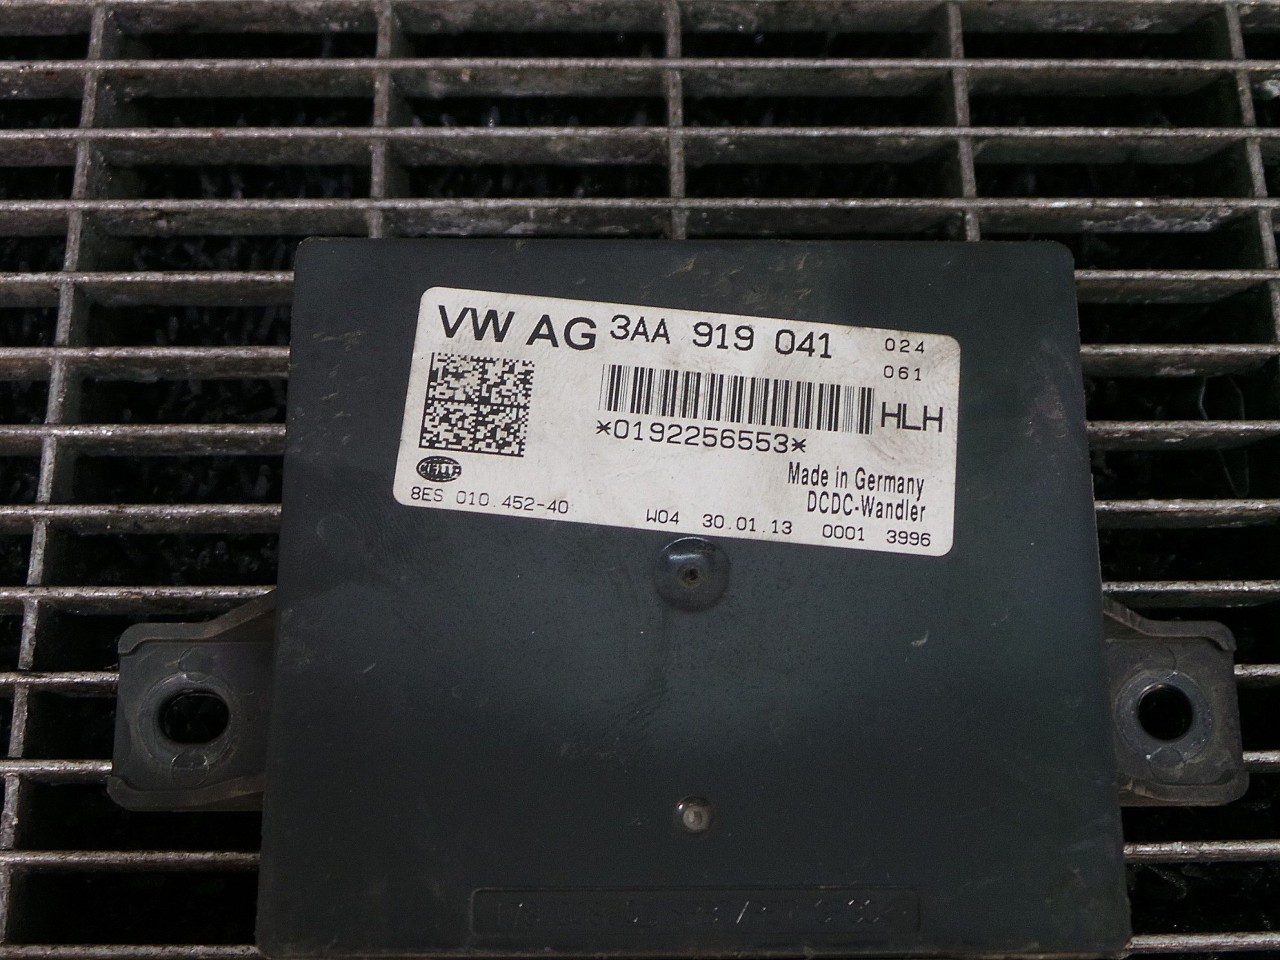 VW AG 3AA 919 041 024
061
HLH
*0192256553*
HELLA
Made in Germany
8ES 010.452-40
DCDC-Wandler
W04 30.01.13 0001 3996